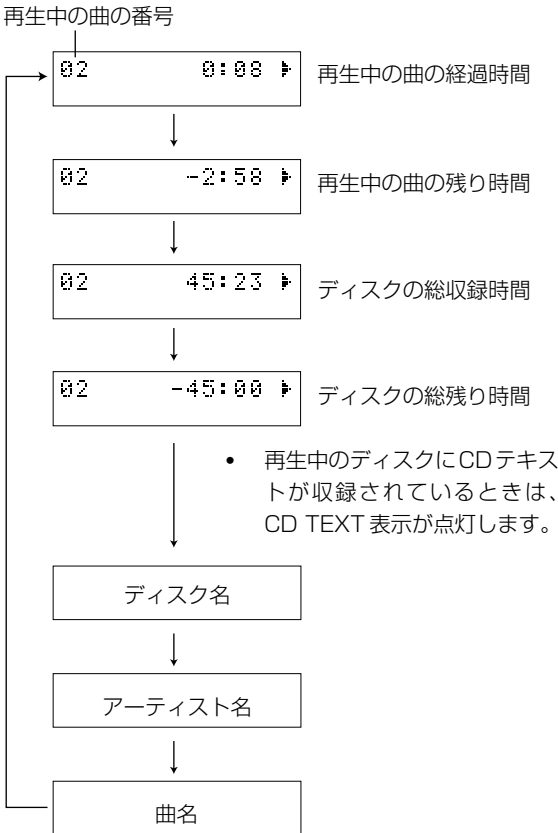 再生中の曲の番号
02 0:08 再生中の曲の経過時間
02 -2:58 再生中の曲の残り時間
02 45:23 ディスクの総収録時間
02 -45:00 ディスクの総残り時間
• 再生中のディスクにCDテキス
トが収録されているときは、
CD TEXT 表示が点灯します。
ディスク名
アーティスト名
曲名